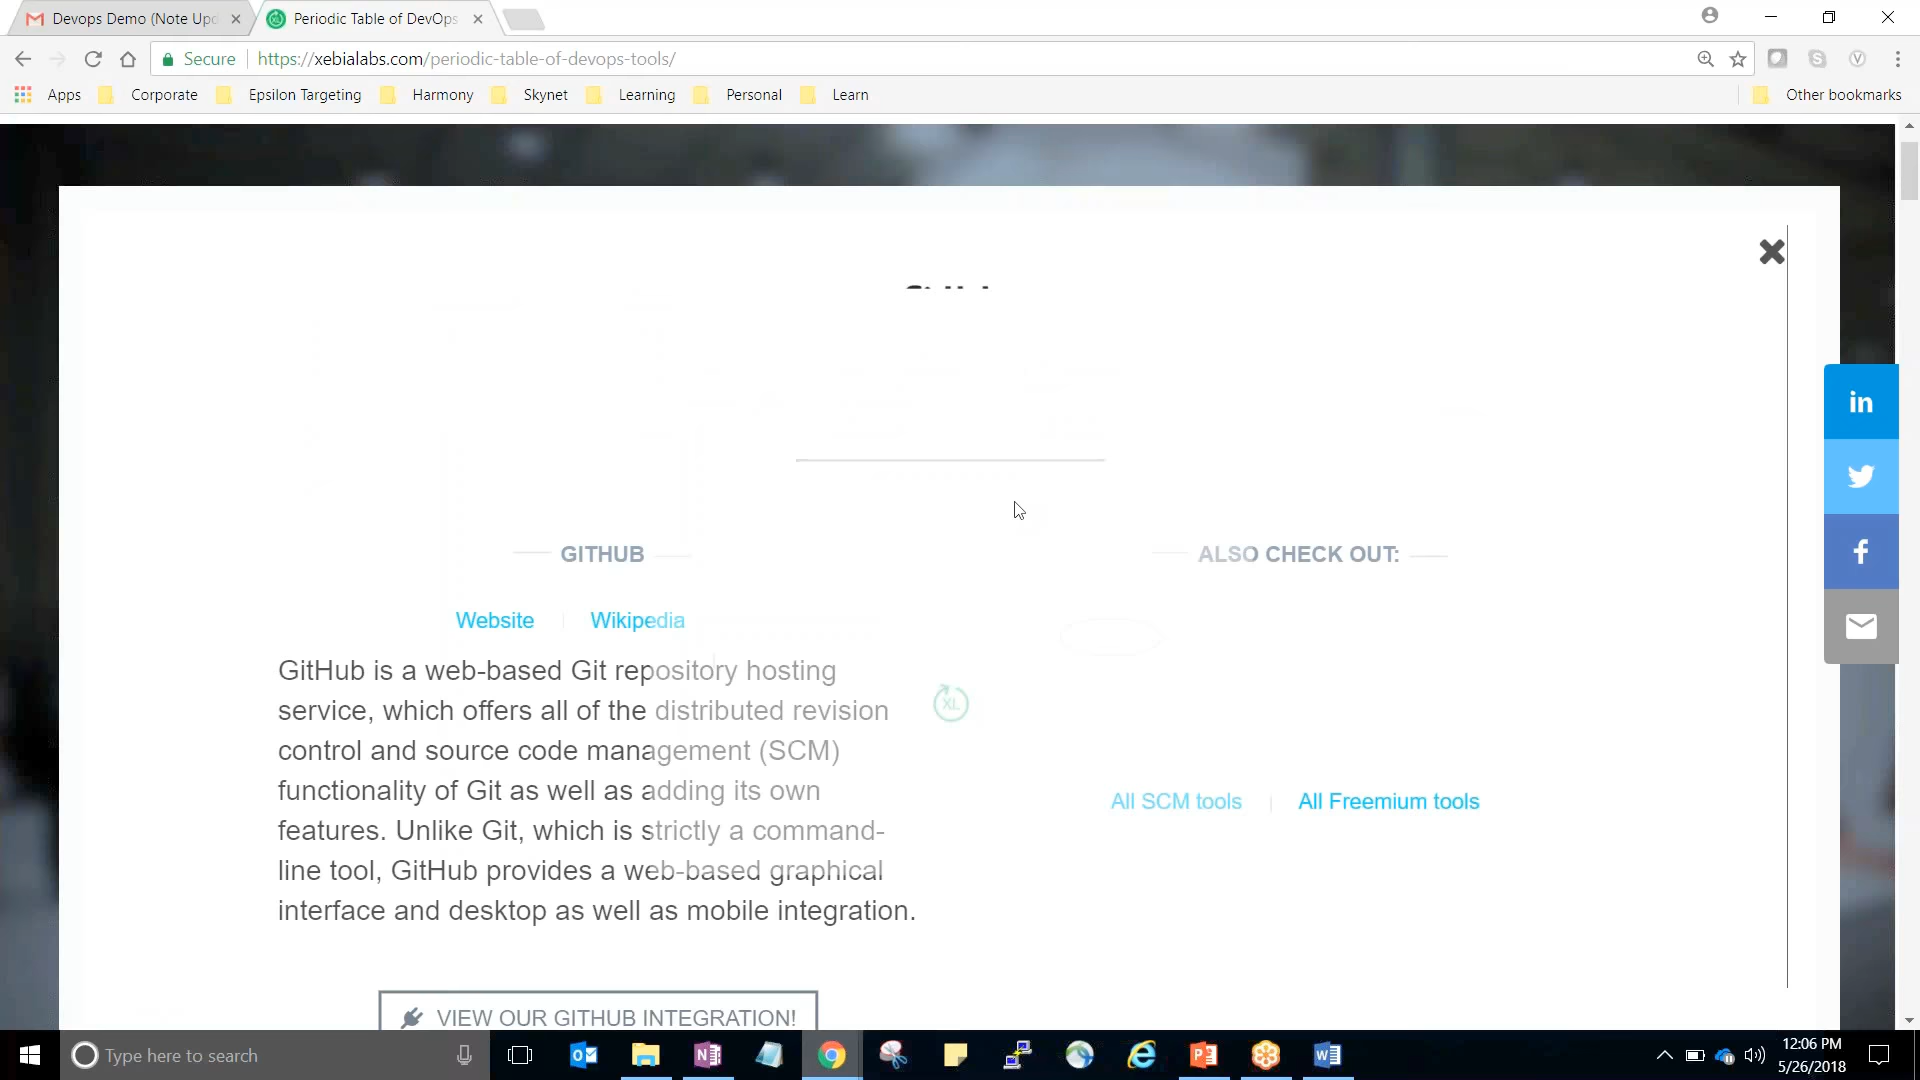 Devops Demo (Note Upd
Periodic Table of DevOps
Secure
https://xebialabs.com/periodic-table-of-devops-tools/
Apps
Corporate
Epsilon Targeting
Harmony
Skynet
Learning
Personal
Learn
Other bookmarks
GITHUB
ALSO CHECK OUT:
Website
Wikipedia
GitHub is a web-based Git repository hosting
service, which offers all of the distributed revision
control and source code management (SCM)
functionality of Git as well as adding its own
features. Unlike Git, which is strictly a command-
line tool, GitHub provides a web-based graphical
interface and desktop as well as mobile integration.
XL
All SCM tools
All Freemium tools
VIEW OUR GITHUB INTEGRATION!
in
f
Type here to search
12:06 PM
5/26/2018